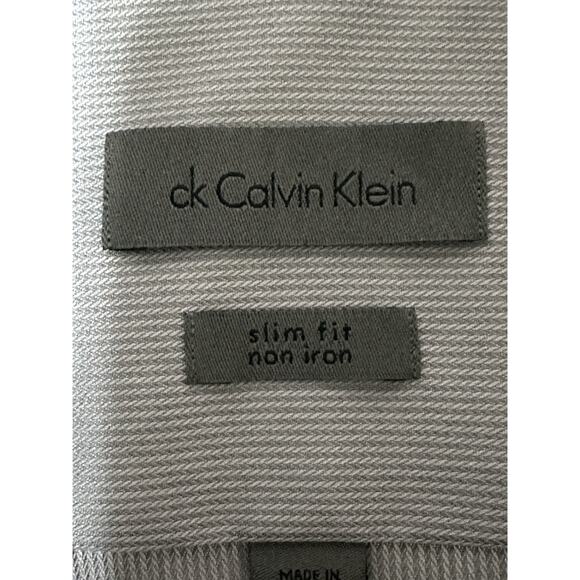 ck Calvin Klein
slim fit
non iron
MADE IN